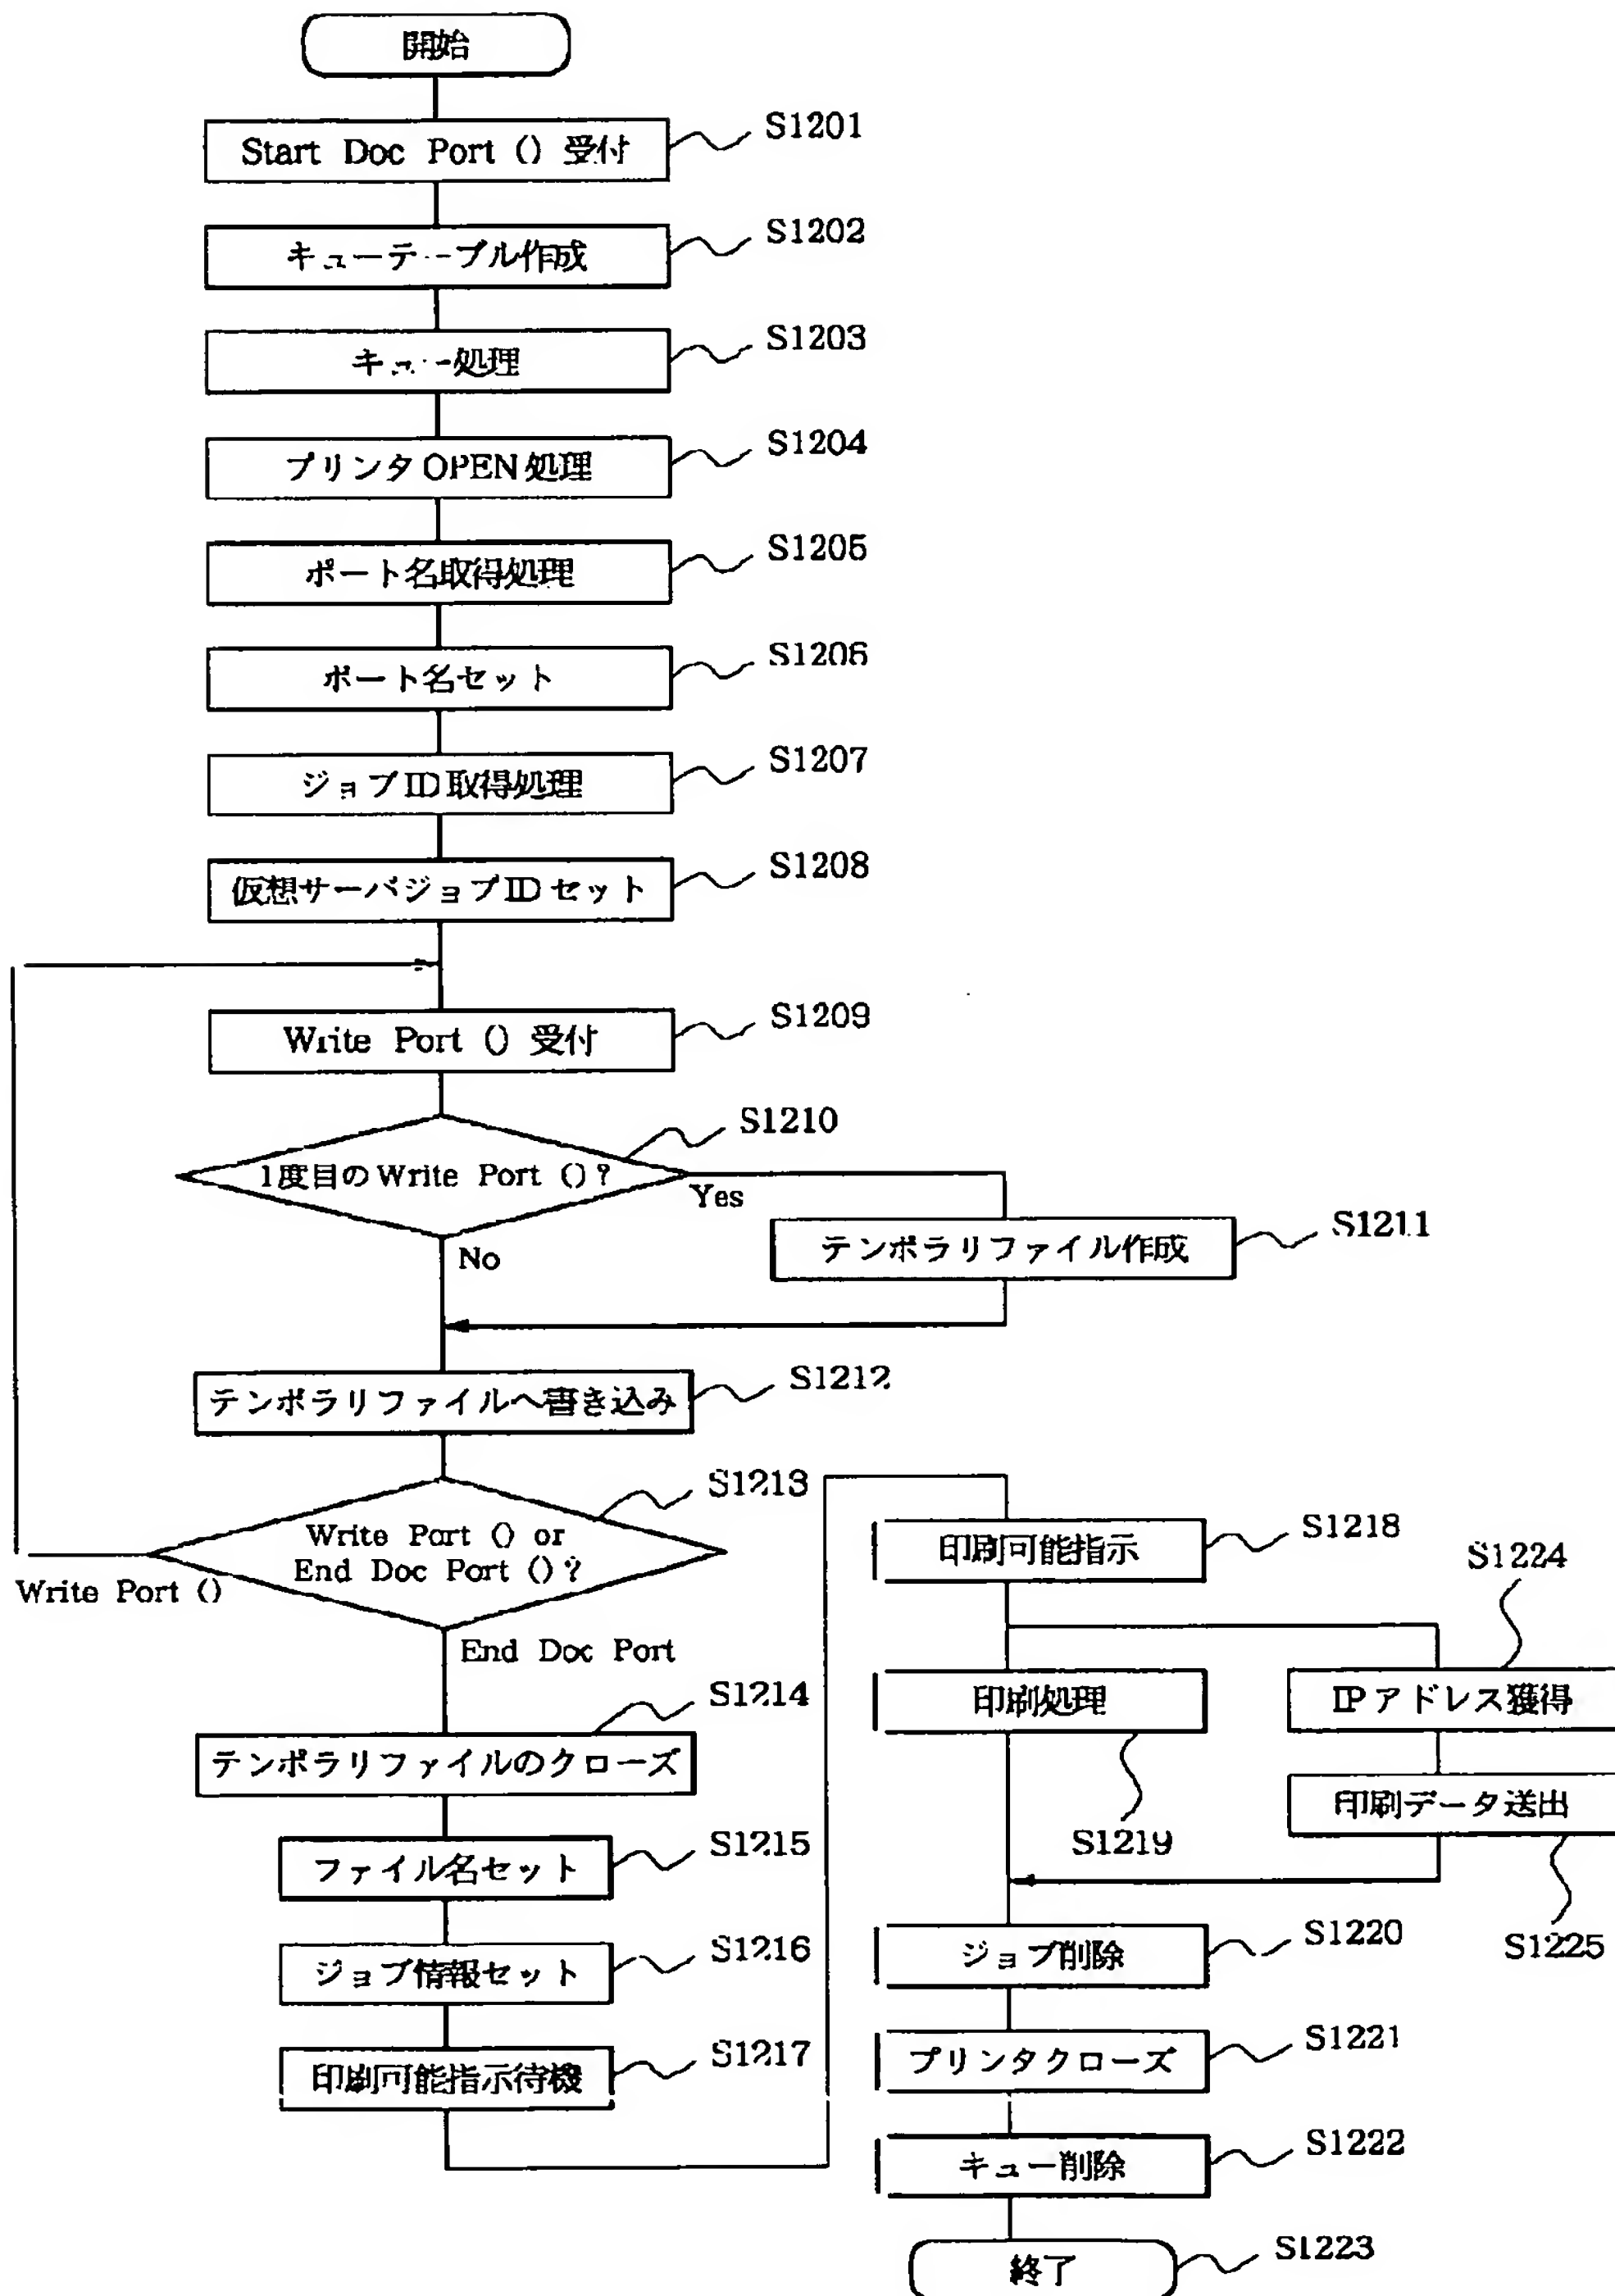 開始
Start Doc Port () 受付
S1201
キューテーブル作成
S1202
キュー処理
S1203
プリンタOPEN処理
S1204
ポート名取得処理
S1205
ポート名セット
S1206
ジョブID取得処理
S1207
仮想サーバジョブIDセット
S1208
Write Port () 受付
S1209
1度目のWrite Port ()?
S1210
Yes
No
テンポラリファイル作成
S1211
テンポラリファイルへ書き込み
S1212
Write Port () or
End Doc Port ()?
S1213
Write Port ()
End Doc Port
テンポラリファイルのクローズ
S1214
ファイル名セット
S1215
ジョブ情報セット
S1216
印刷可能指示待機
S1217
印刷可能指示
S1218
印刷処理
S1219
S1224
IPアドレス獲得
印刷データ送出
S1225
ジョブ削除
S1220
プリンタクローズ
S1221
キュー削除
S1222
終了
S1223